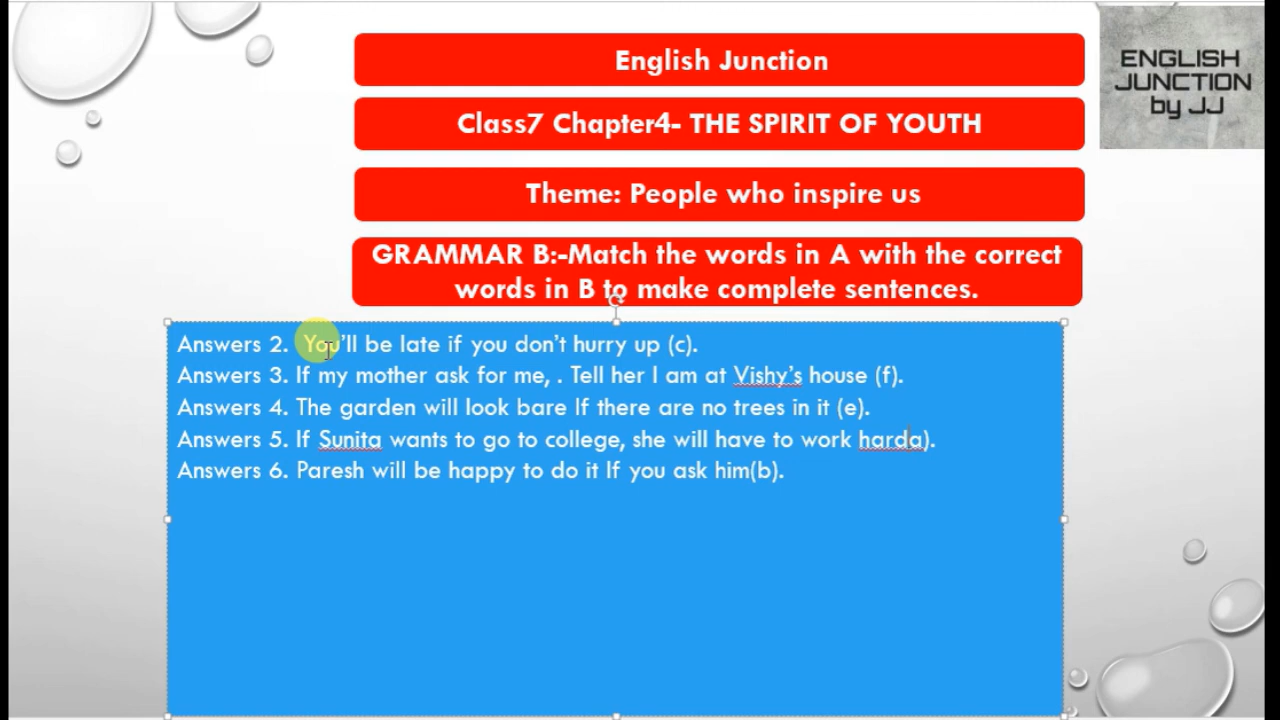 English Junction
ENGLISH
JUNCTION
by JJ
Class7 Chapter4- THE SPIRIT OF YOUTH
Theme: People who inspire us
GRAMMAR B:-Match the words in A with the correct
words in B to make complete sentences.
Answers 2.  You'll be late if you don't hurry up (c).
Answers 3. If my mother ask for me, . Tell her I am at Vishy's house (f).
Answers 4. The garden will look bare If there are no trees in it (e).
Answers 5. If Sunita wants to go to college, she will have to work harda).
Answers 6. Paresh will be happy to do it If you ask him(b).